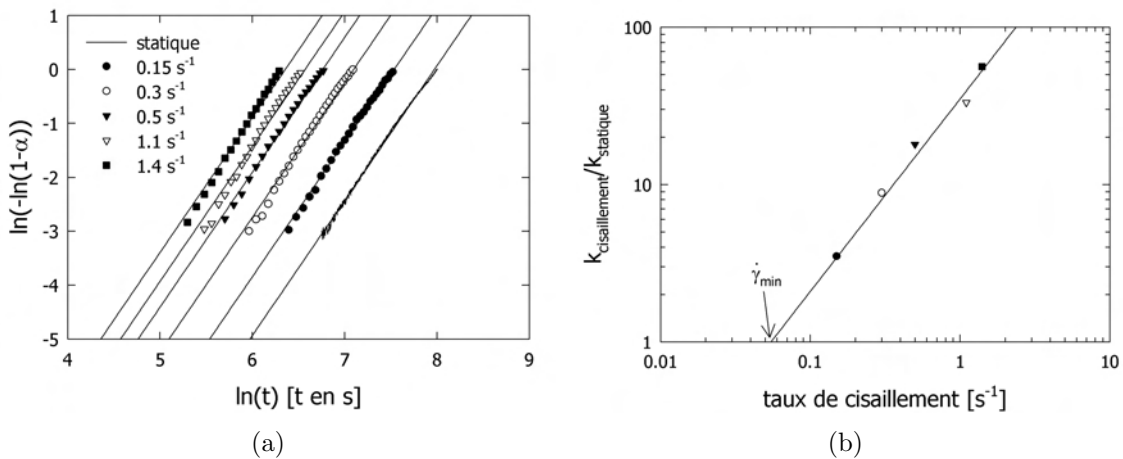 1
0
-1
-2
-3
-4
-5
ln(-ln(1-α))
statique
0.15 s⁻¹
0.3 s⁻¹
0.5 s⁻¹
1.1 s⁻¹
1.4 s⁻¹
4 5 6 7 8 9
ln(t) [t en s]
(a)
100
10
1
k_cisaillement/k_statique
γ̇_min
0.01 0.1 1 10
taux de cisaillement [s⁻¹]
(b)